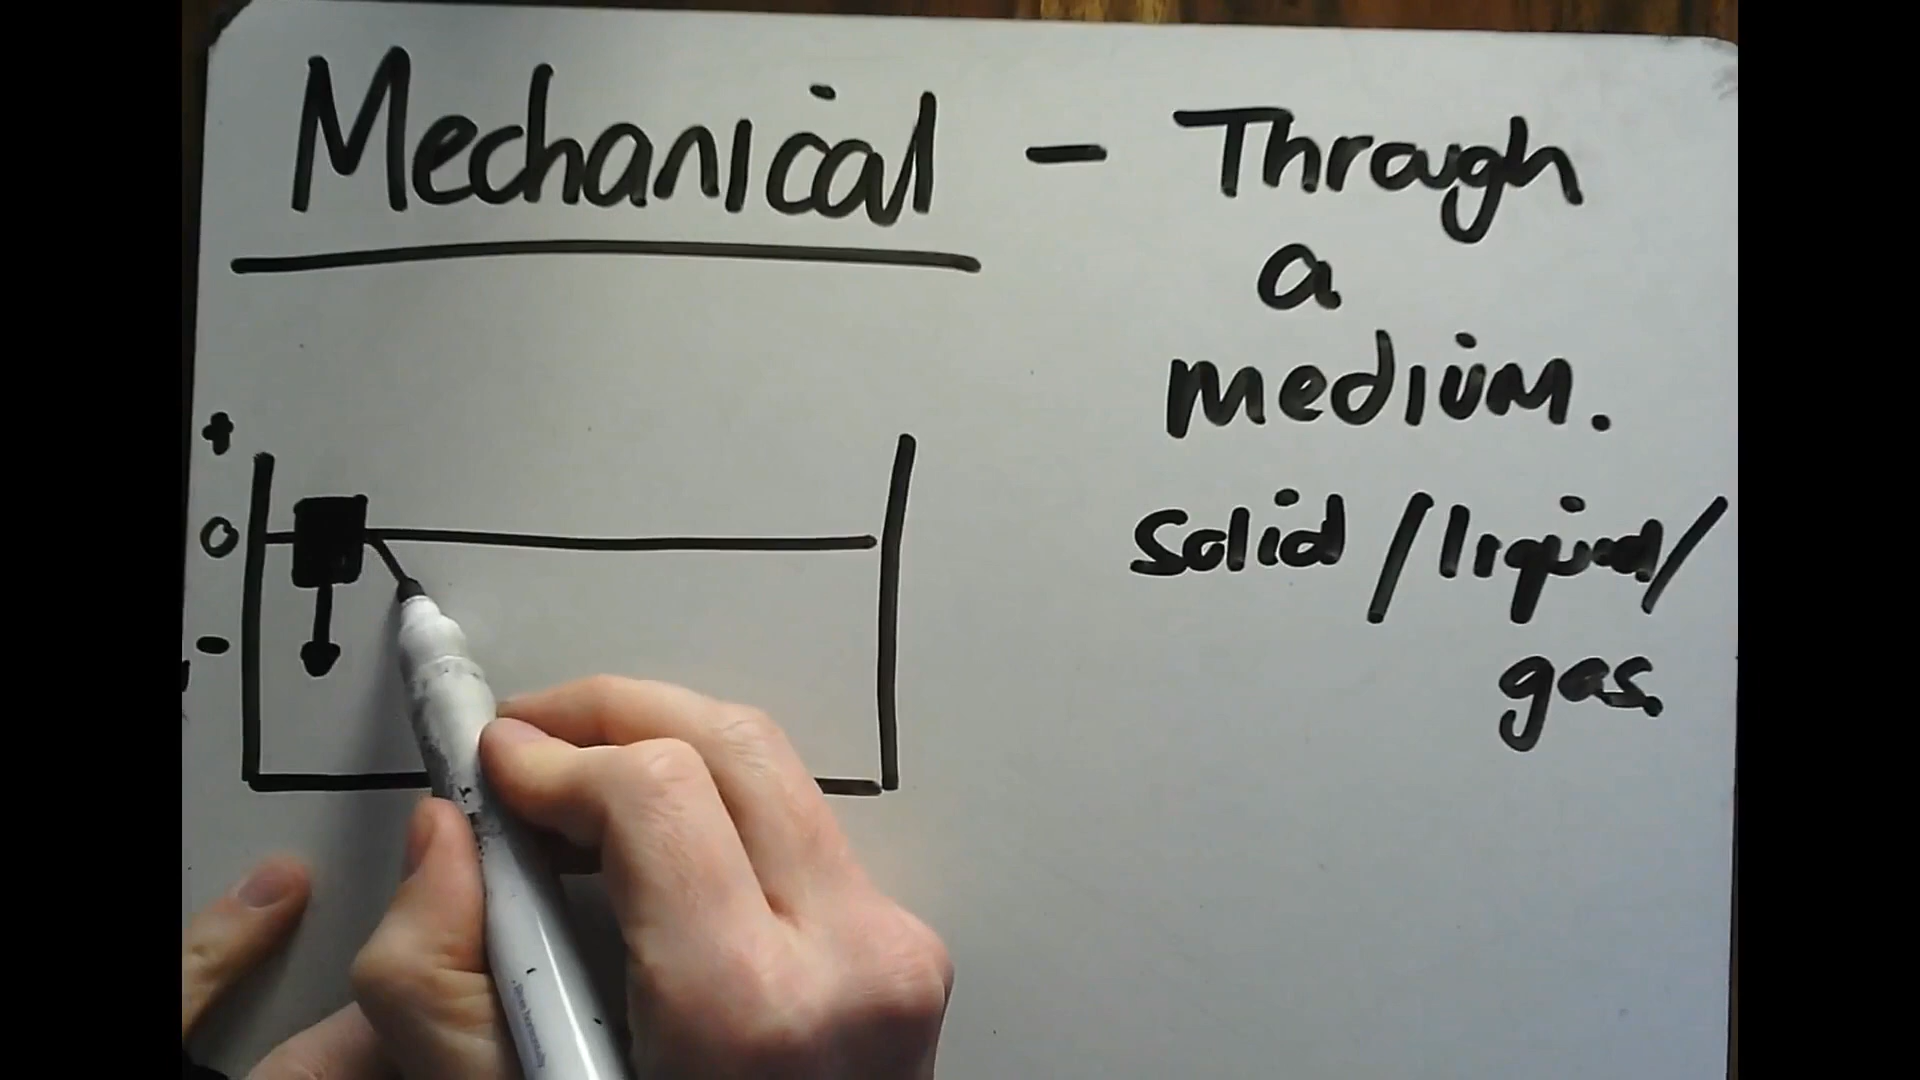 Mechanical - Through
a
medium.
Solid / liquid /
gas.
+
0
-